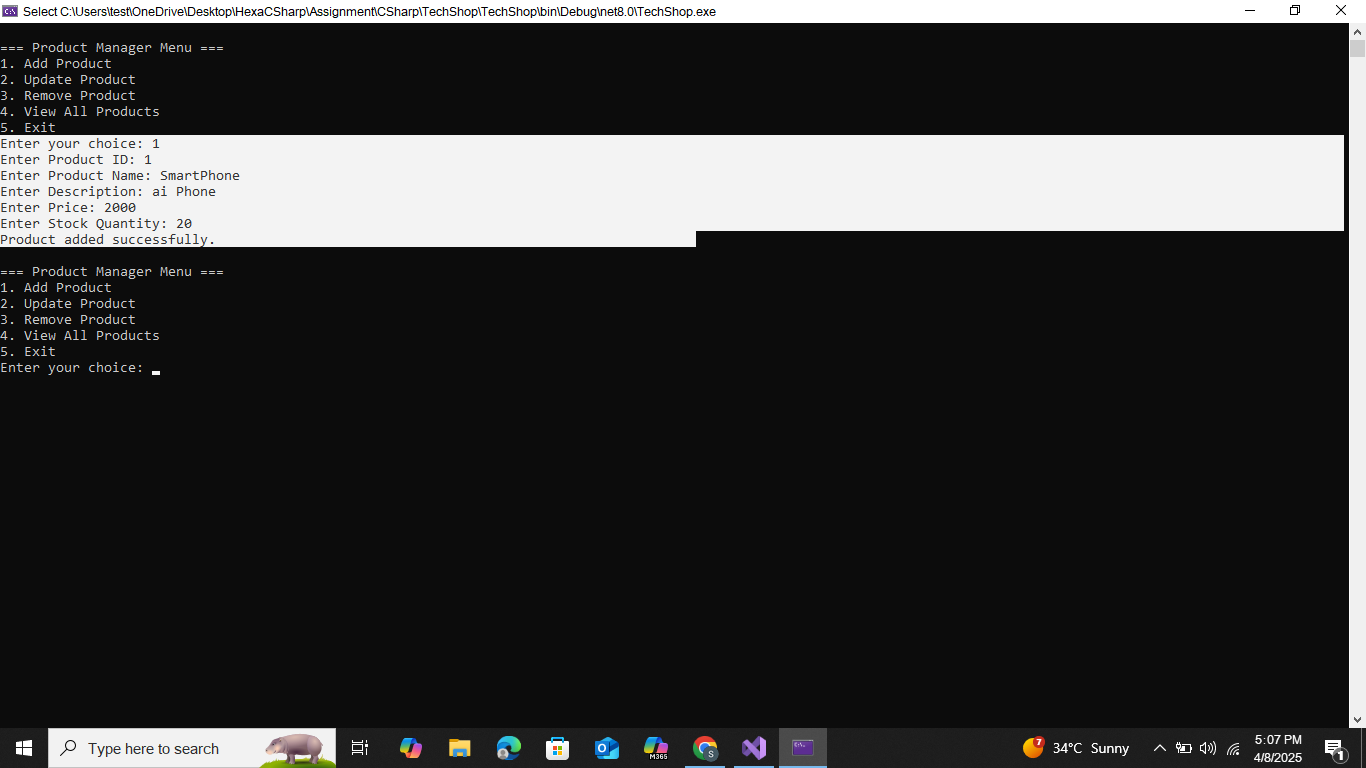 Select C:\Users\test\OneDrive\Desktop\HexaCSharp\Assignment\CSharp\TechShop\TechShop\bin\Debug\net8.0\TechShop.exe
=== Product Manager Menu ===
1. Add Product
2. Update Product
3. Remove Product
4. View All Products
5. Exit
Enter your choice: 1
Enter Product ID: 1
Enter Product Name: SmartPhone
Enter Description: ai Phone
Enter Price: 2000
Enter Stock Quantity: 20
Product added successfully.
=== Product Manager Menu ===
1. Add Product
2. Update Product
3. Remove Product
4. View All Products
5. Exit
Enter your choice:
Type here to search
M365
S
7
34°C Sunny
5:07 PM
4/8/2025
1